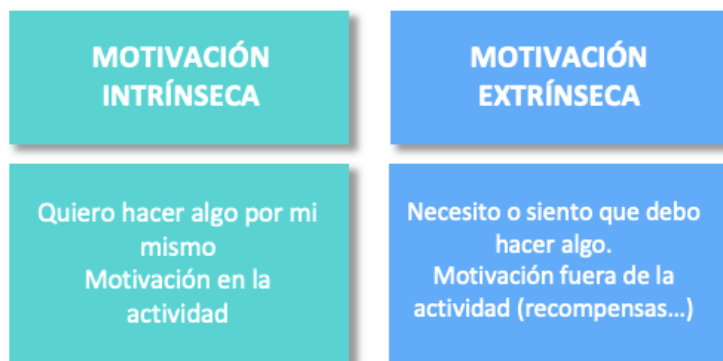 MOTIVACIÓN
INTRÍNSECA
MOTIVACIÓN
EXTRÍNSECA
Quiero hacer algo por mi
mismo
Motivación en la
actividad
Necesito o siento que debo
hacer algo.
Motivación fuera de la
actividad (recompensas...)